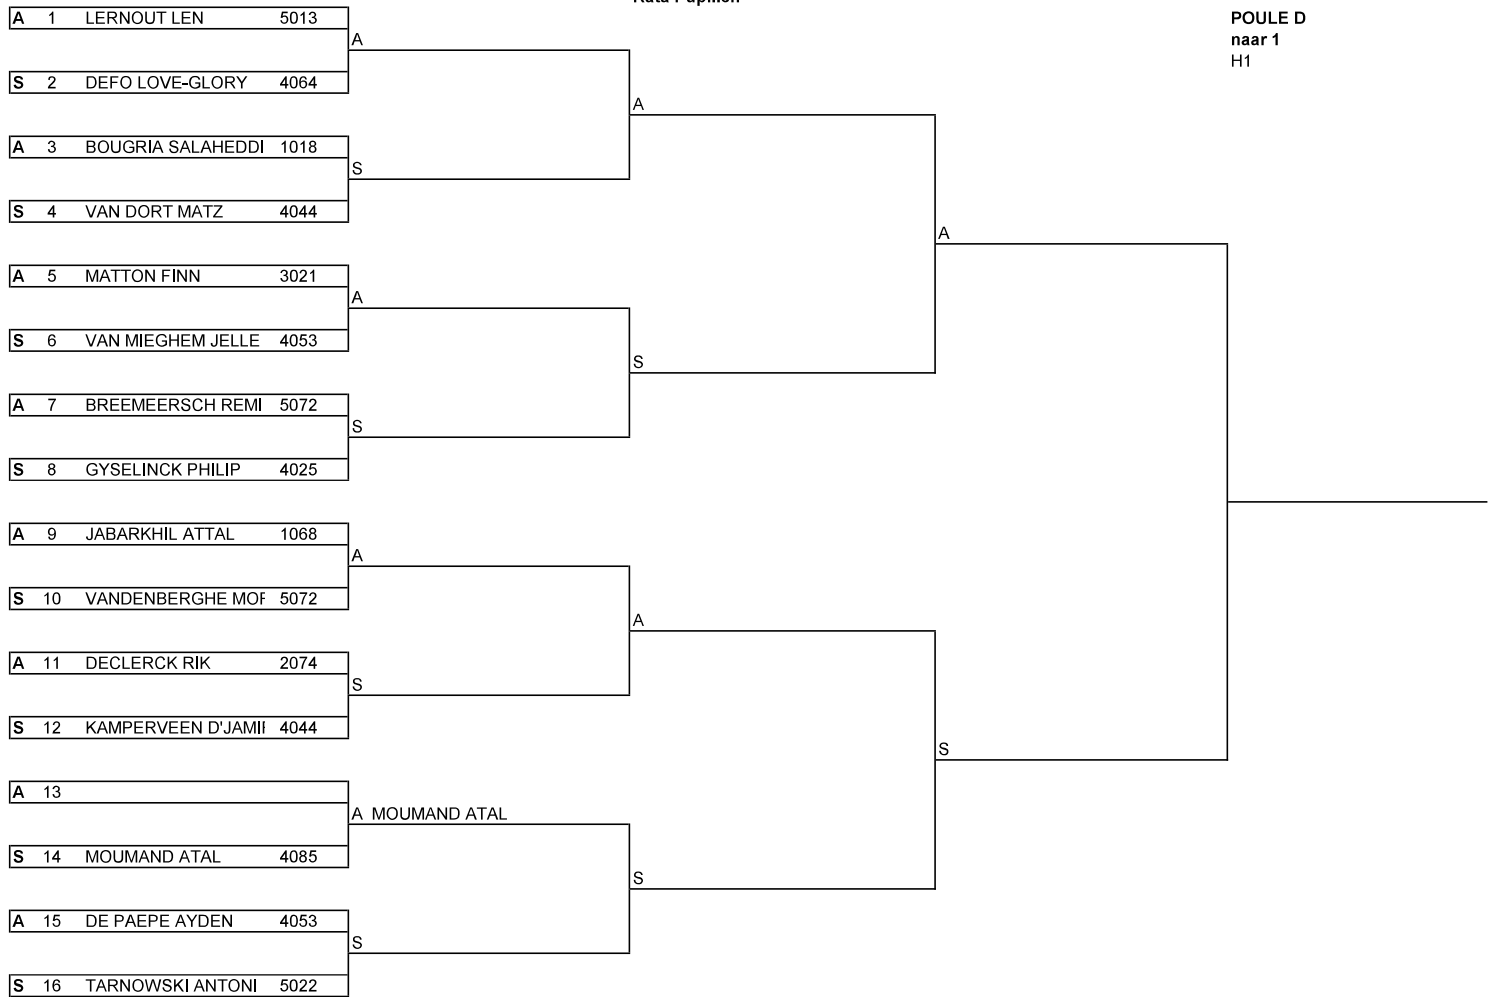 POULE D
naar 1
H1
A 1 LERNOUT LEN 5013
A
S 2 DEFO LOVE-GLORY 4064
A
A 3 BOUGRIA SALAHEDDI 1018
S
S 4 VAN DORT MATZ 4044
A
A 5 MATTON FINN 3021
A
S 6 VAN MIEGHEM JELLE 4053
S
A 7 BREEMEERSCH REMI 5072
S
S 8 GYSELINCK PHILIP 4025
A 9 JABARKHIL ATTAL 1068
A
S 10 VANDENBERGHE 5072
A
A 11 DECLERCK RIK 2074
S
S 12 KAMPERVEEN 4044
S
A 13
A MOUMAND ATAL
S 14 MOUMAND ATAL 4085
S
A 15 DE PAEPE AYDEN 4053
S
S 16 TARNOWSKI ANTONI 5022